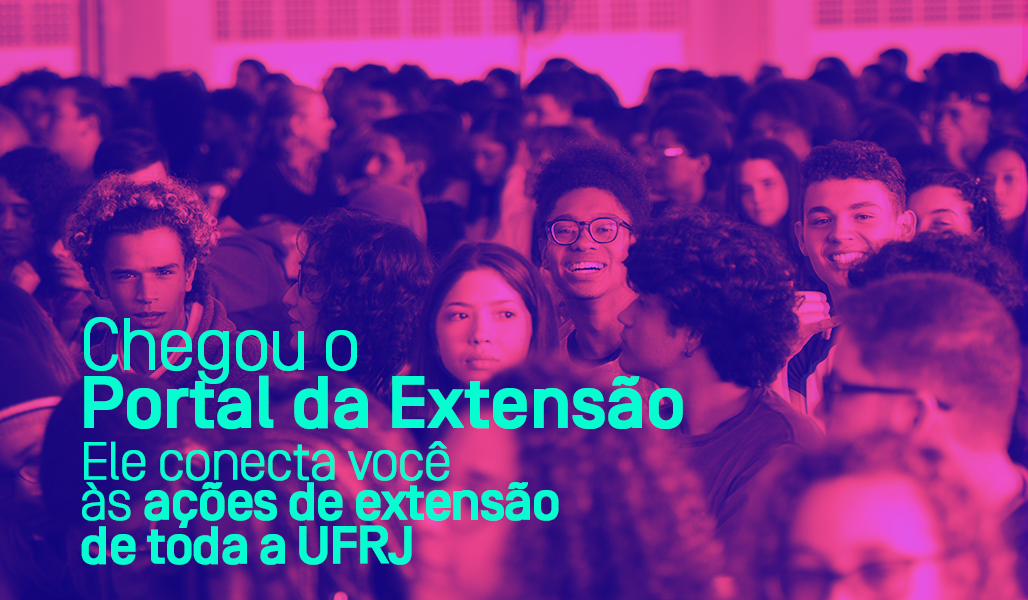 Chegou o
Portal da Extensão
Ele conecta você
às ações de extensão
de toda a UFRJ